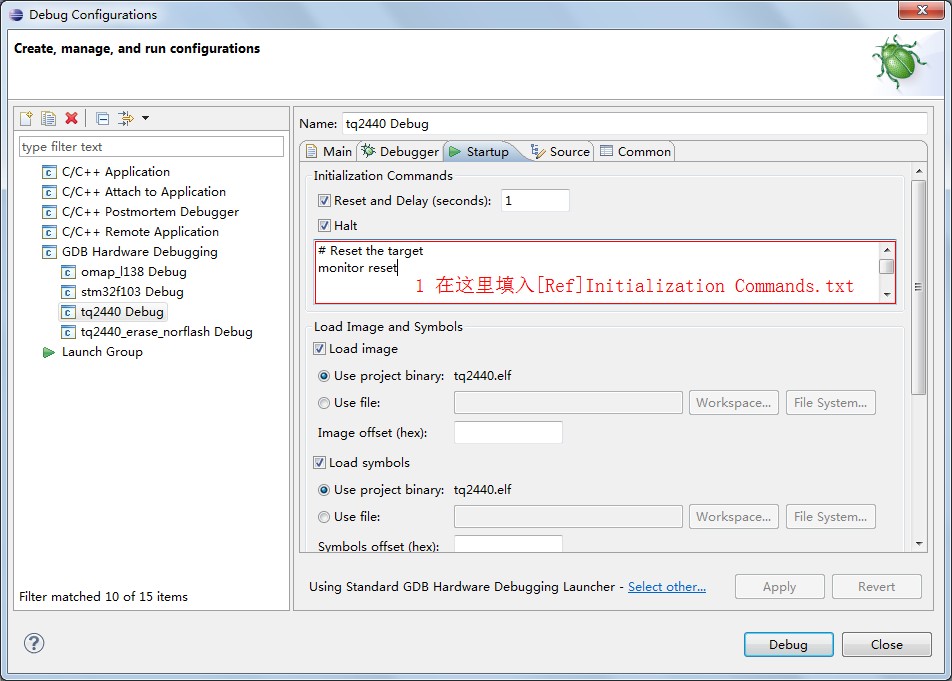 Debug Configurations
Create, manage, and run configurations
type filter text
C/C++ Application
C/C++ Attach to Application
C/C++ Postmortem Debugger
C/C++ Remote Application
GDB Hardware Debugging
omap_l138 Debug
stm32f103 Debug
tq2440 Debug
tq2440_erase_norflash Debug
Launch Group
Filter matched 10 of 15 items
Name: tq2440 Debug
Main Debugger Startup Source Common
Initialization Commands
Reset and Delay (seconds): 1
Halt
# Reset the target
monitor reset
1 在这里填入[Ref]Initialization Commands.txt
Load Image and Symbols
Load image
Use project binary: tq2440.elf
Use file: Workspace... File System...
Image offset (hex):
Load symbols
Use project binary: tq2440.elf
Use file: Workspace... File System...
Symbols offset (hex):
Using Standard GDB Hardware Debugging Launcher - Select other...
Apply Revert
Debug Close